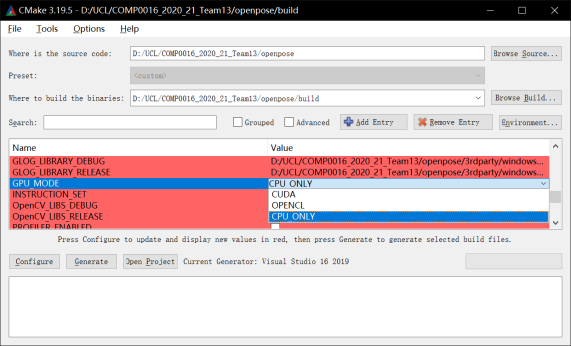 CMake 3.19.5 - D:/UCL/COMP0016_2020_21_Team13/openpose/build
File Tools Options Help
Where is the source code: D:/UCL/COMP0016_2020_21_Team13/openpose Browse Source...
Preset: <custom>
Where to build the binaries: D:/UCL/COMP0016_2020_21_Team13/openpose/build Browse Build...
Search: Grouped Advanced Add Entry Remove Entry Environment...
Name Value
GLOG_LIBRARY_DEBUG D:/UCL/COMP0016_2020_21_Team13/openpose/3rdparty/windows...
GLOG_LIBRARY_RELEASE D:/UCL/COMP0016_2020_21_Team13/openpose/3rdparty/windows...
GPU_MODE CPU_ONLY
INSTRUCTION_SET CUDA
OpenCV_LIBS_DEBUG OPENCL
OpenCV_LIBS_RELEASE CPU_ONLY
PROFILER_ENABLED
Press Configure to update and display new values in red, then press Generate to generate selected build files.
Configure Generate Open Project Current Generator: Visual Studio 16 2019